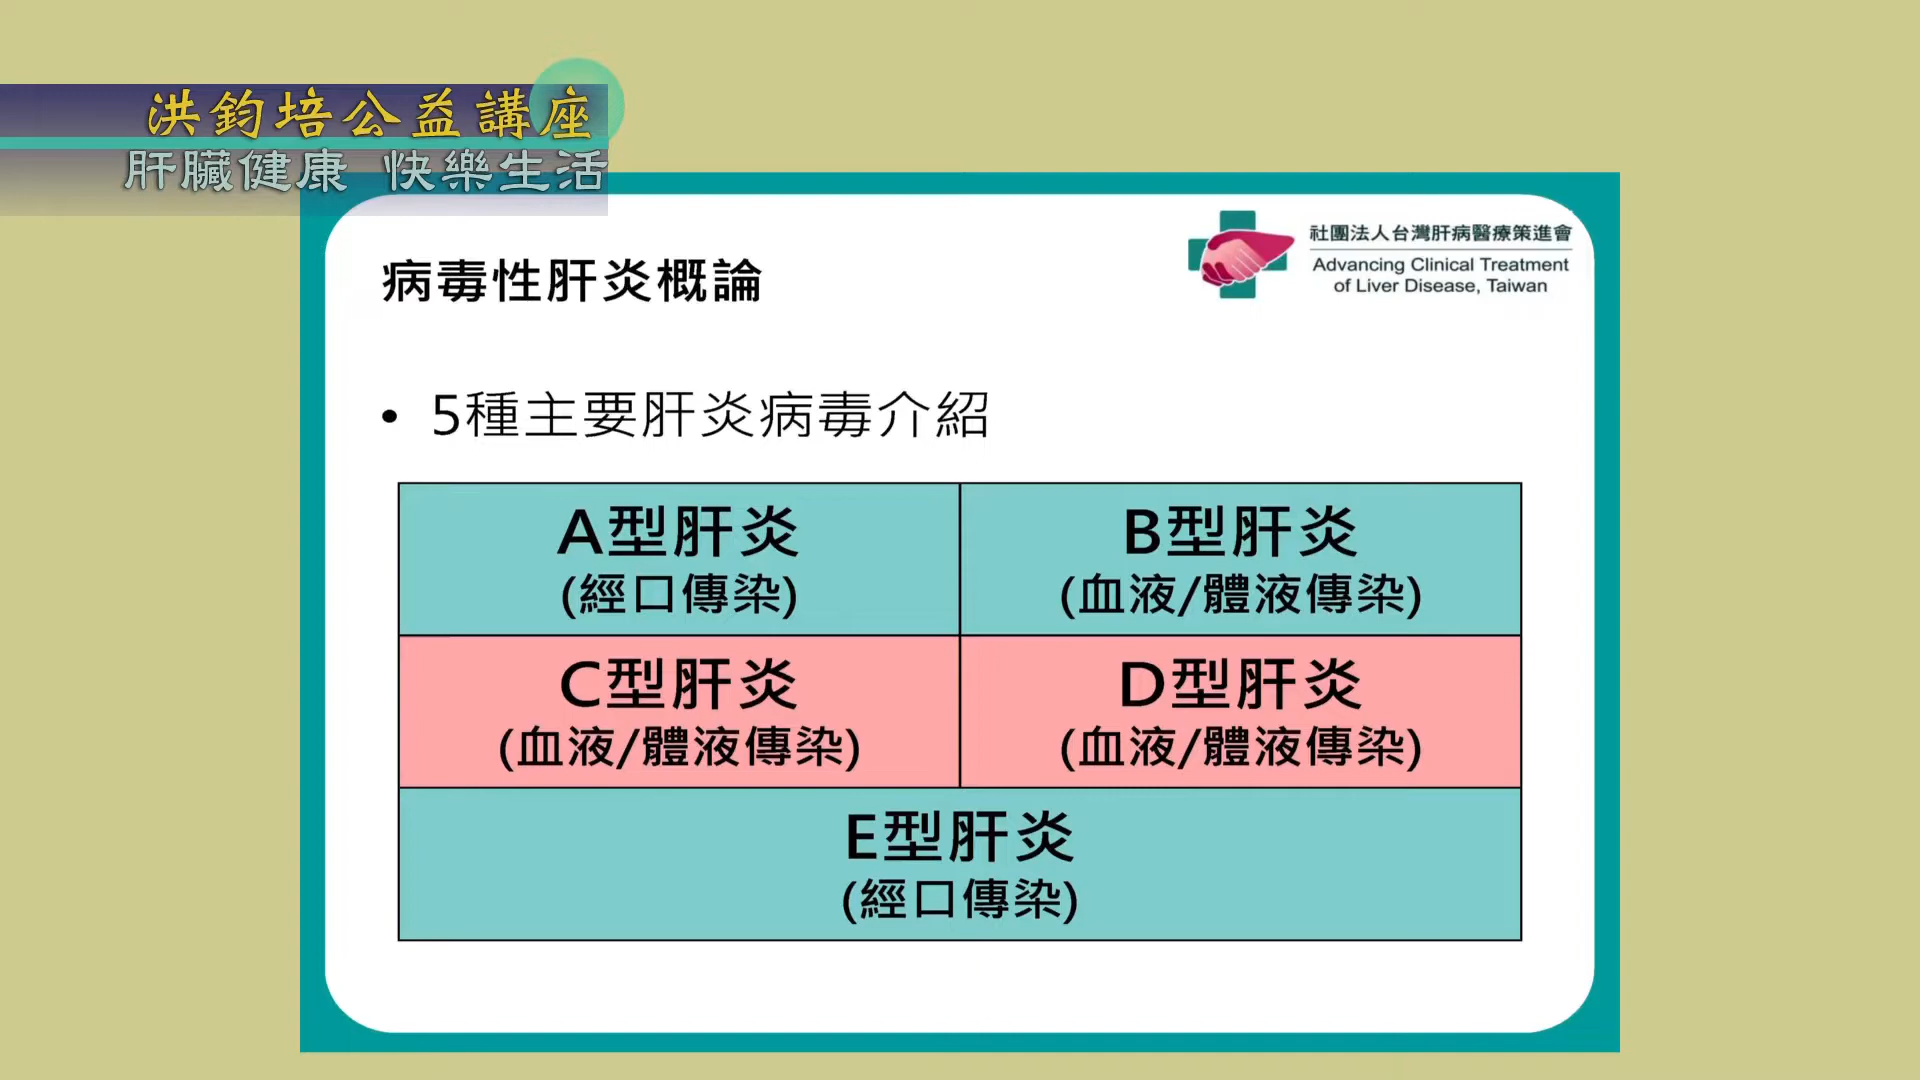 洪鈞培公益講座
肝臟健康 快樂生活
社團法人台灣肝病醫療策進會
Advancing Clinical Treatment
of Liver Disease, Taiwan
病毒性肝炎概論
• 5種主要肝炎病毒介紹
A型肝炎
(經口傳染)
B型肝炎
(血液/體液傳染)
C型肝炎
(血液/體液傳染)
D型肝炎
(血液/體液傳染)
E型肝炎
(經口傳染)